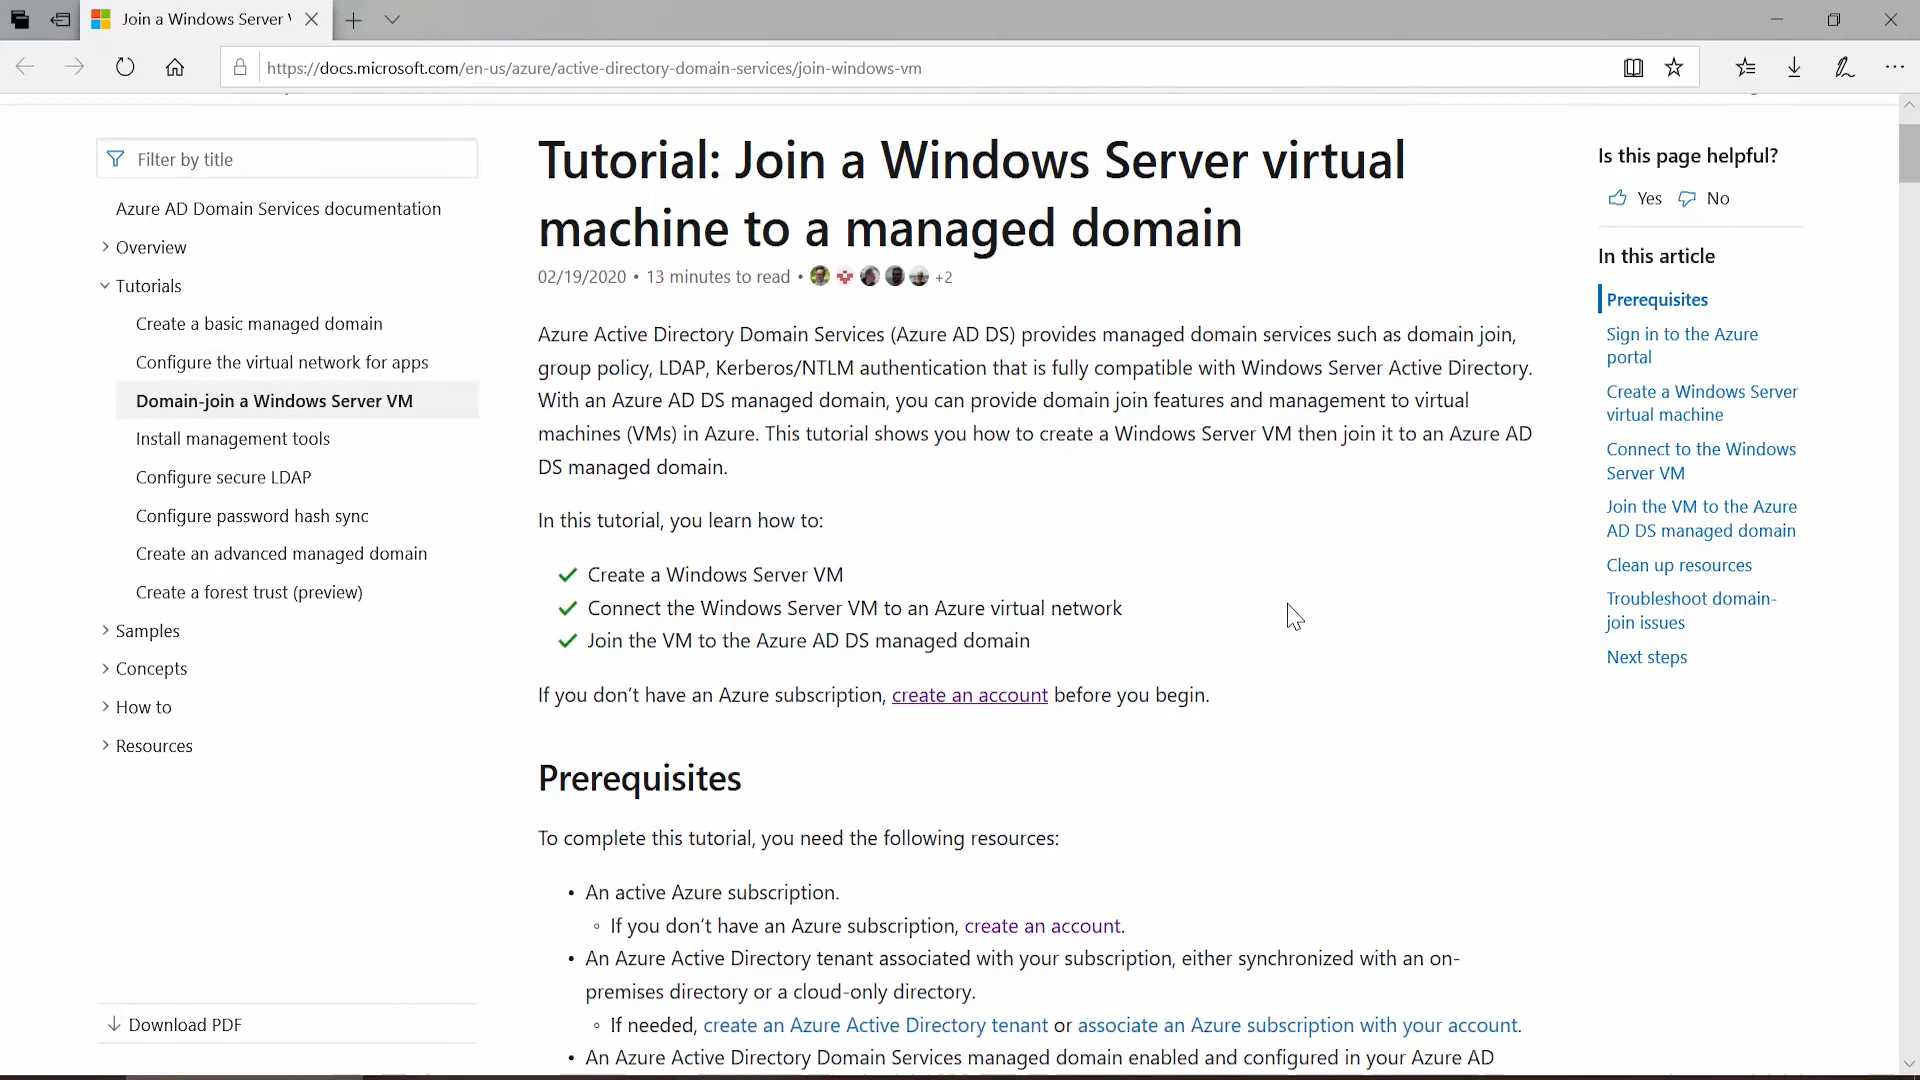 Join a Windows Server
https://docs.microsoft.com/en-us/azure/active-directory-domain-services/join-windows-vm
Filter by title
Azure AD Domain Services documentation
Overview
Tutorials
Create a basic managed domain
Configure the virtual network for apps
Domain-join a Windows Server VM
Install management tools
Configure secure LDAP
Configure password hash sync
Create an advanced managed domain
Create a forest trust (preview)
Samples
Concepts
How to
Resources
Download PDF
Tutorial: Join a Windows Server virtual
machine to a managed domain
02/19/2020 • 13 minutes to read • +2
Azure Active Directory Domain Services (Azure AD DS) provides managed domain services such as domain join,
group policy, LDAP, Kerberos/NTLM authentication that is fully compatible with Windows Server Active Directory.
With an Azure AD DS managed domain, you can provide domain join features and management to virtual
machines (VMs) in Azure. This tutorial shows you how to create a Windows Server VM then join it to an Azure AD
DS managed domain.
In this tutorial, you learn how to:
Create a Windows Server VM
Connect the Windows Server VM to an Azure virtual network
Join the VM to the Azure AD DS managed domain
If you don't have an Azure subscription, create an account before you begin.
Prerequisites
To complete this tutorial, you need the following resources:
• An active Azure subscription.
◦ If you don't have an Azure subscription, create an account.
• An Azure Active Directory tenant associated with your subscription, either synchronized with an on-
premises directory or a cloud-only directory.
◦ If needed, create an Azure Active Directory tenant or associate an Azure subscription with your account.
• An Azure Active Directory Domain Services managed domain enabled and configured in your Azure AD
Is this page helpful?
Yes No
In this article
Prerequisites
Sign in to the Azure
portal
Create a Windows Server
virtual machine
Connect to the Windows
Server VM
Join the VM to the Azure
AD DS managed domain
Clean up resources
Troubleshoot domain-
join issues
Next steps